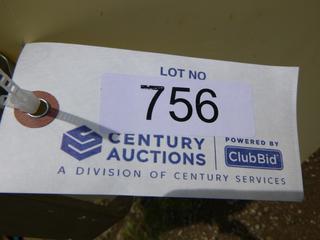 LOT NO
756
CENTURY
AUCTIONS
POWERED BY
ClubBid
A DIVISION OF CENTURY SERVICES